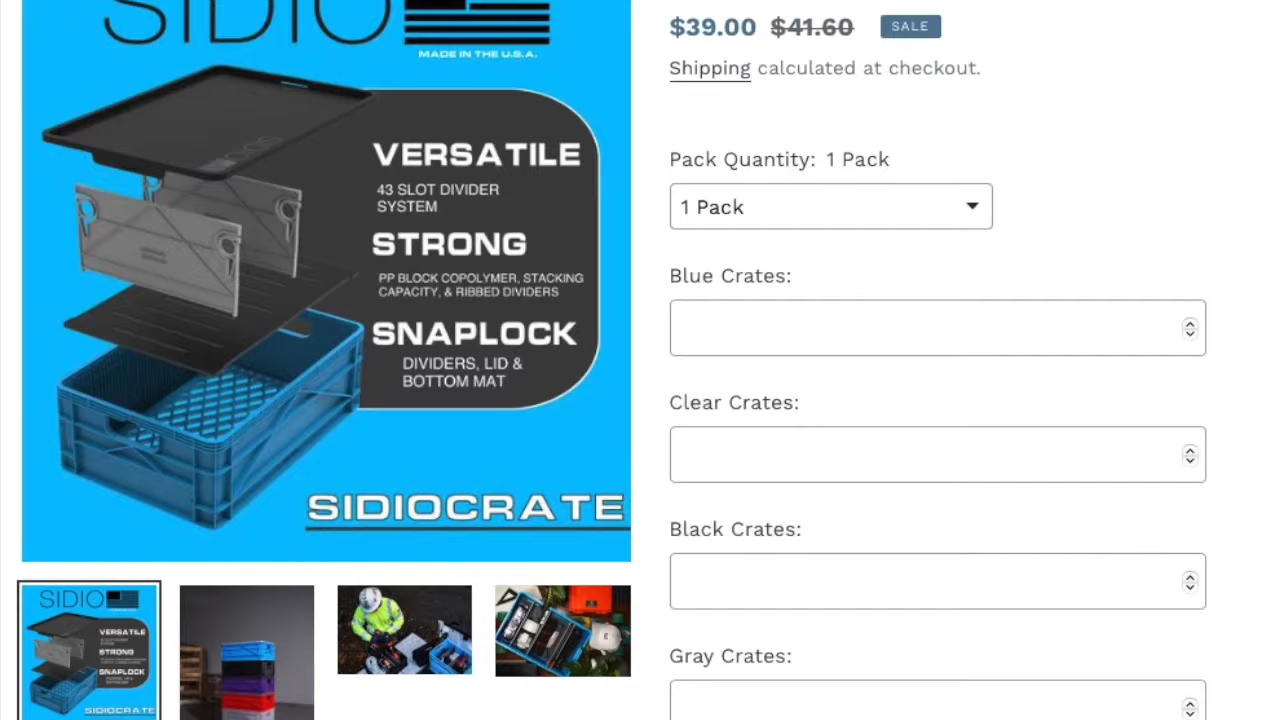 SIDIO
MADE IN THE U.S.A.
VERSATILE
43 SLOT DIVIDER
SYSTEM
STRONG
PP BLOCK COPOLYMER, STACKING
CAPACITY, & RIBBED DIVIDERS
SNAPLOCK
DIVIDERS, LID &
BOTTOM MAT
SIDIOCRATE
SIDIO
VERSATILE
STRONG
SNAPLOCK
SIDIOCRATE
$39.00 $41.60 SALE
Shipping calculated at checkout.
Pack Quantity: 1 Pack
1 Pack
Blue Crates:
Clear Crates:
Black Crates:
Gray Crates: